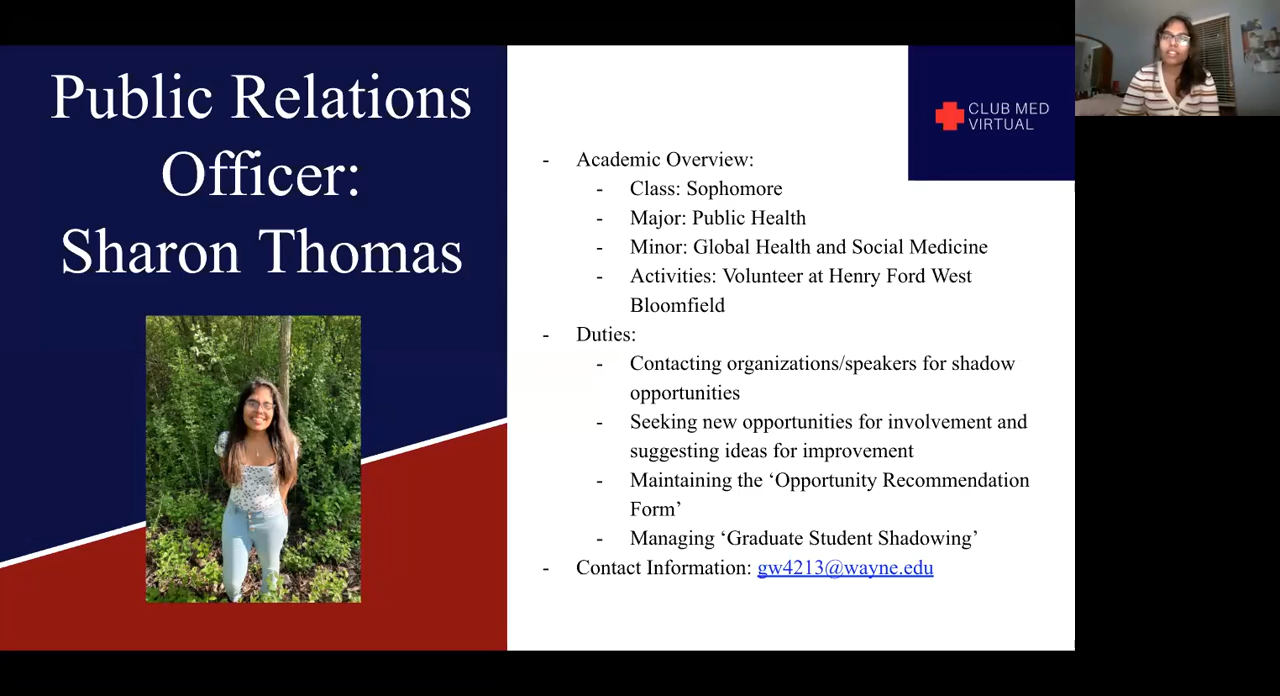 Public Relations
Officer:
Sharon Thomas
CLUB MED
VIRTUAL
- Academic Overview:
- Class: Sophomore
- Major: Public Health
- Minor: Global Health and Social Medicine
- Activities: Volunteer at Henry Ford West
Bloomfield
- Duties:
- Contacting organizations/speakers for shadow
opportunities
- Seeking new opportunities for involvement and
suggesting ideas for improvement
- Maintaining the ‘Opportunity Recommendation
Form’
- Managing ‘Graduate Student Shadowing’
- Contact Information: gw4213@wayne.edu